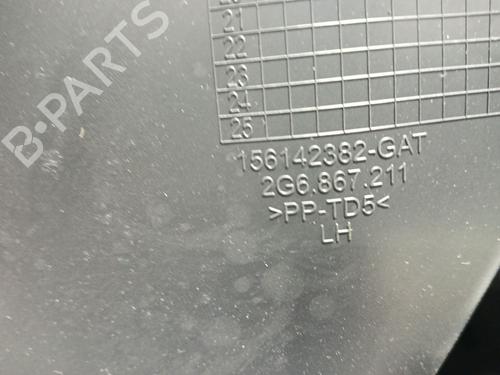 B-PARTS
21
22
23
24
25
156142382-GAT
2G6.867.211
>PP-TD5<
LH